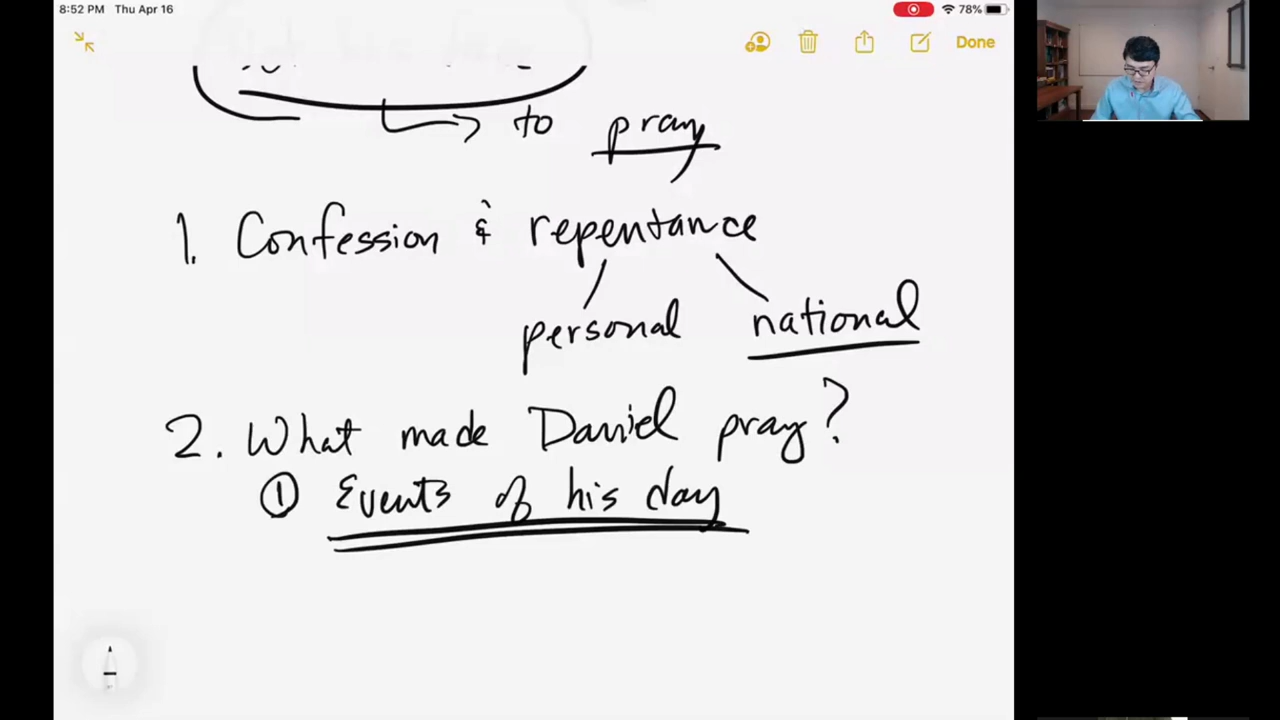 8:52 PM Thu Apr 16
78%
Done
to pray
1. Confession & repentance
personal national
2. What made Daniel pray?
① Events of his day